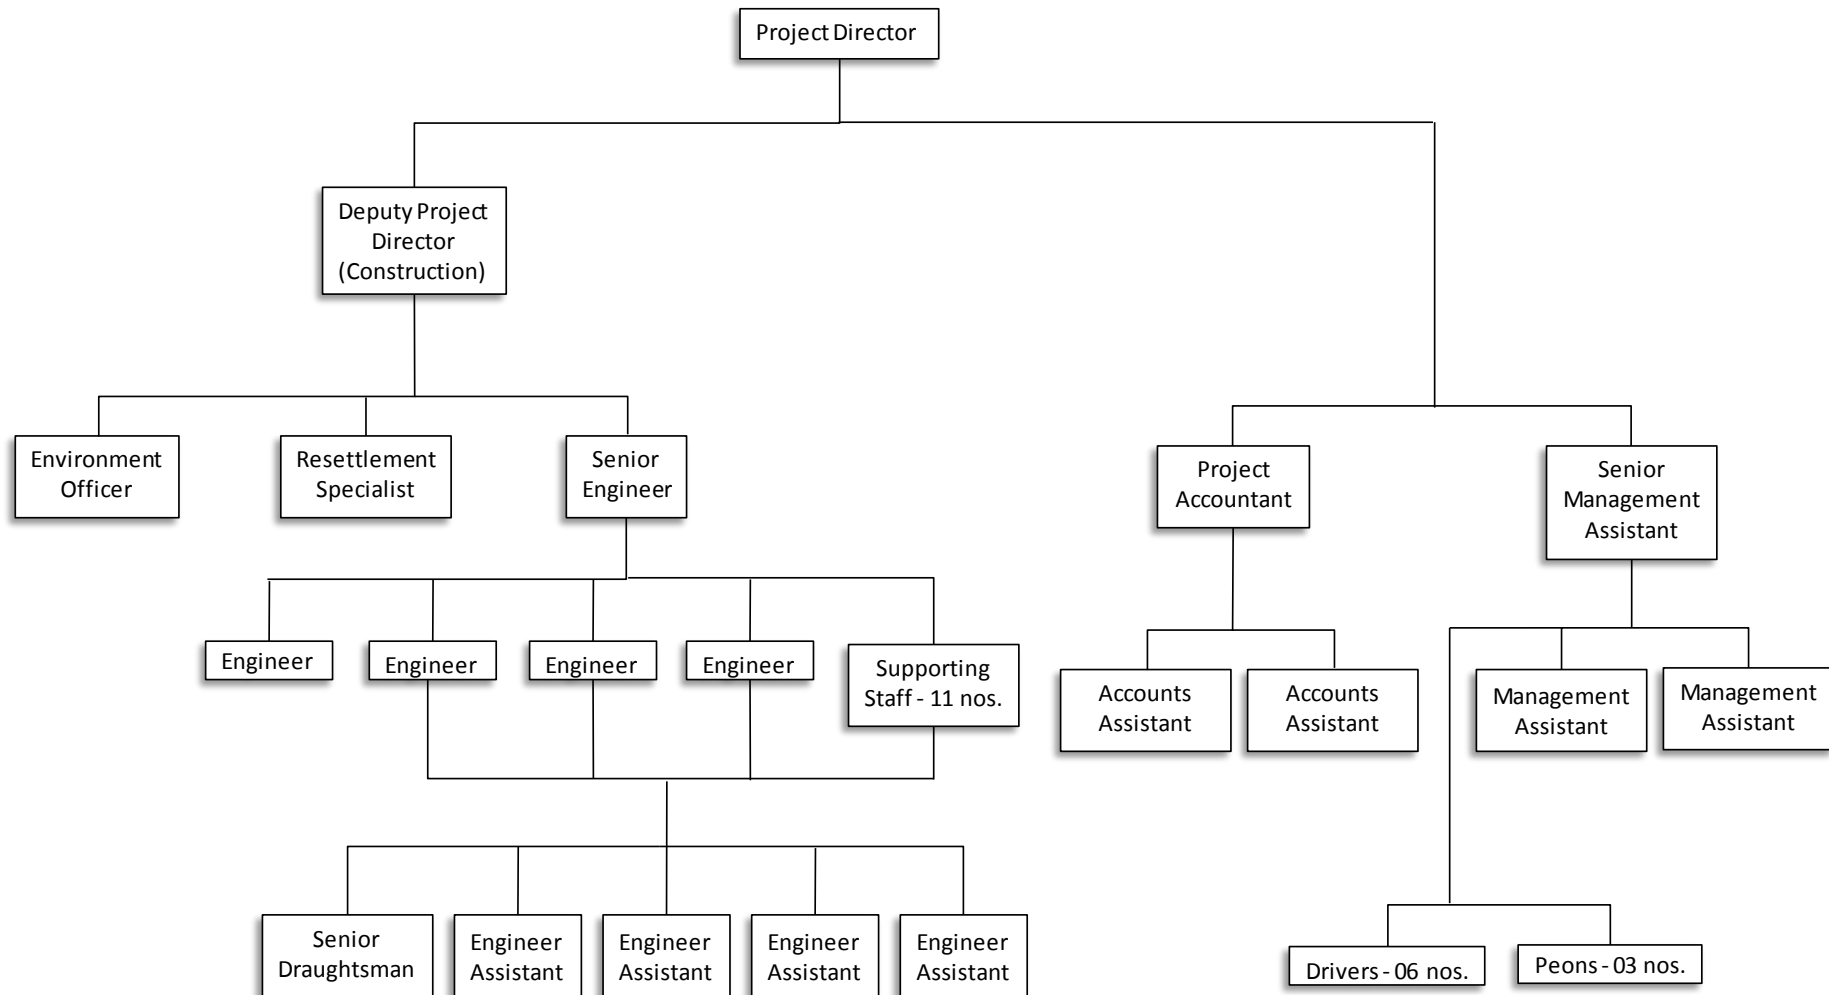 Project Director
Deputy Project
Director
(Construction)
Environment
Officer
Resettlement
Specialist
Senior
Engineer
Project
Accountant
Senior
Management
Assistant
Engineer
Engineer
Engineer
Engineer
Supporting
Staff - 11 nos.
Accounts
Assistant
Accounts
Assistant
Management
Assistant
Management
Assistant
Senior
Draughtsman
Engineer
Assistant
Engineer
Assistant
Engineer
Assistant
Engineer
Assistant
Drivers - 06 nos.
Peons - 03 nos.